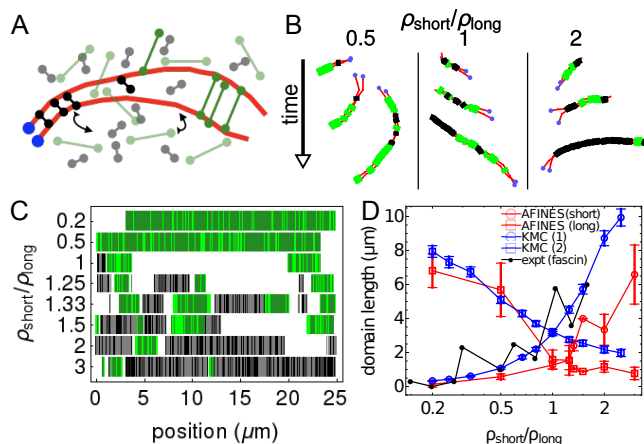 A
B
ρshort/ρlong
0.5
1
2
time
C
ρshort/ρlong
0.2
0.5
1
1.25
1.33
1.5
2
3
0
5
10
15
20
25
position (μm)
D
domain length (μm)
10
8
6
4
2
0
AFINES(short)
AFINES (long)
KMC (1)
KMC (2)
expt (fascin)
0.2
0.5
1
2
ρshort/ρlong